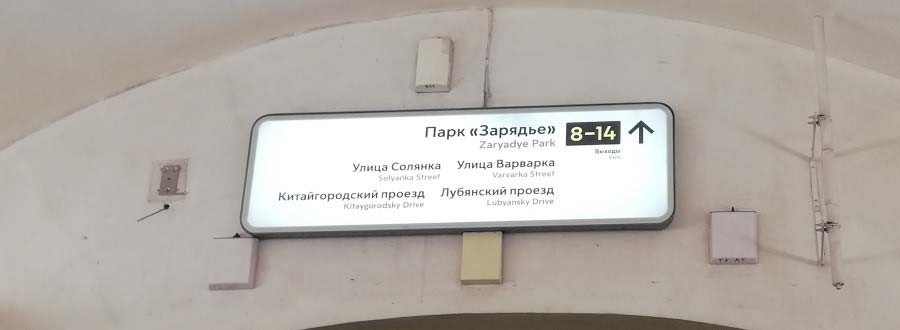 Парк «Зарядье» 8–14
Zaryadye Park
Выходы
Exits
Улица Солянка Улица Варварка
Solyanka Street Varvarka Street
Китайгородский проезд Лубянский проезд
Kitaygorodsky Drive Lubyansky Drive